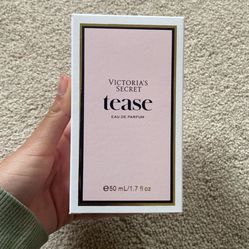 VICTORIA'S
SECRET
tease
EAU DE PARFUM
℮50 mL/1.7 fl oz